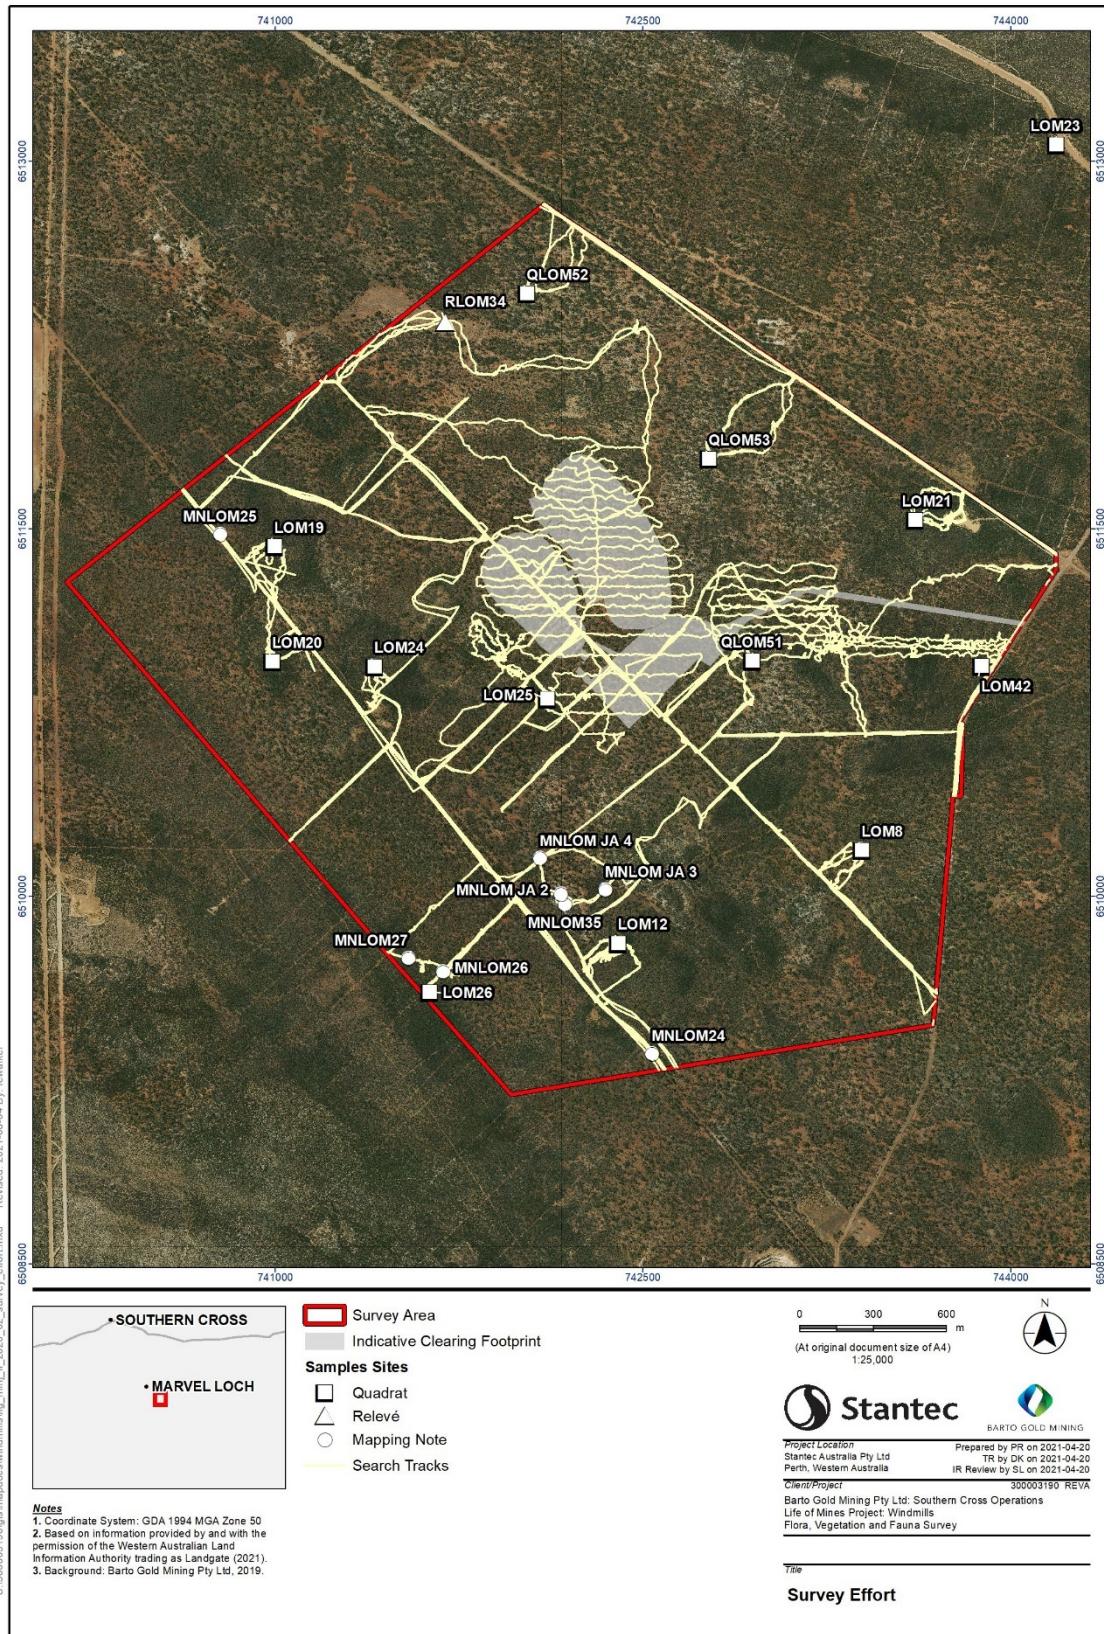 741000
742500
744000
LOM23
6513000
6513000
QLOM52
RLOM34
QLOM53
LOM21
MNLOM25
LOM19
6511500
6511500
LOM20
LOM24
QLOM51
LOM25
LOM42
LOM8
MNLOM JA 4
MNLOM JA 3
MNLOM JA 2
6510000
6510000
MNLOM35
LOM12
MNLOM27
MNLOM26
LOM26
MNLOM24
6508500
6508500
741000
742500
744000
SOUTHERN CROSS
MARVEL LOCH
Survey Area
Indicative Clearing Footprint
Samples Sites
Quadrat
Relevé
Mapping Note
Search Tracks
0 300 600
m
(At original document size of A4)
1:25,000
N
Stantec
BARTO GOLD MINING
Project Location
Stantec Australia Pty Ltd
Perth, Western Australia
Prepared by PR on 2021-04-20
TR by DK on 2021-04-20
IR Review by SL on 2021-04-20
Client/Project
300003190 REVA
Barto Gold Mining Pty Ltd: Southern Cross Operations
Life of Mines Project: Windmills
Flora, Vegetation and Fauna Survey
Title
Survey Effort
Notes
1. Coordinate System: GDA 1994 MGA Zone 50
2. Based on information provided by and with the
permission of the Western Australian Land
Information Authority trading as Landgate (2021).
3. Background: Barto Gold Mining Pty Ltd, 2019.